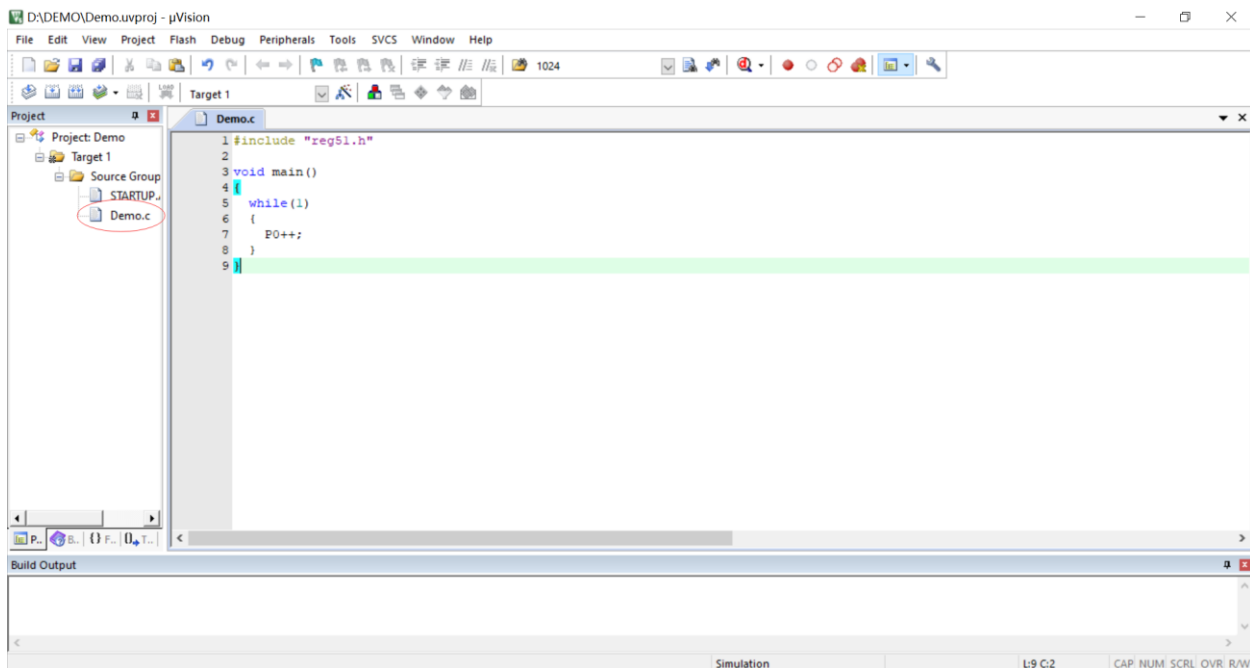 D:\DEMO\Demo.uvproj - µVision
File Edit View Project Flash Debug Peripherals Tools SVCS Window Help
1024
Target 1
Project
Project: Demo
Target 1
Source Group
STARTUP.
Demo.c
P.. B.. {} F.. T..
Demo.c
1 #include "reg51.h"
2
3 void main()
4 {
5 while(1)
6 {
7 P0++;
8 }
9 }
Build Output
Simulation L:9 C:2 CAP NUM SCRL OVR R/W